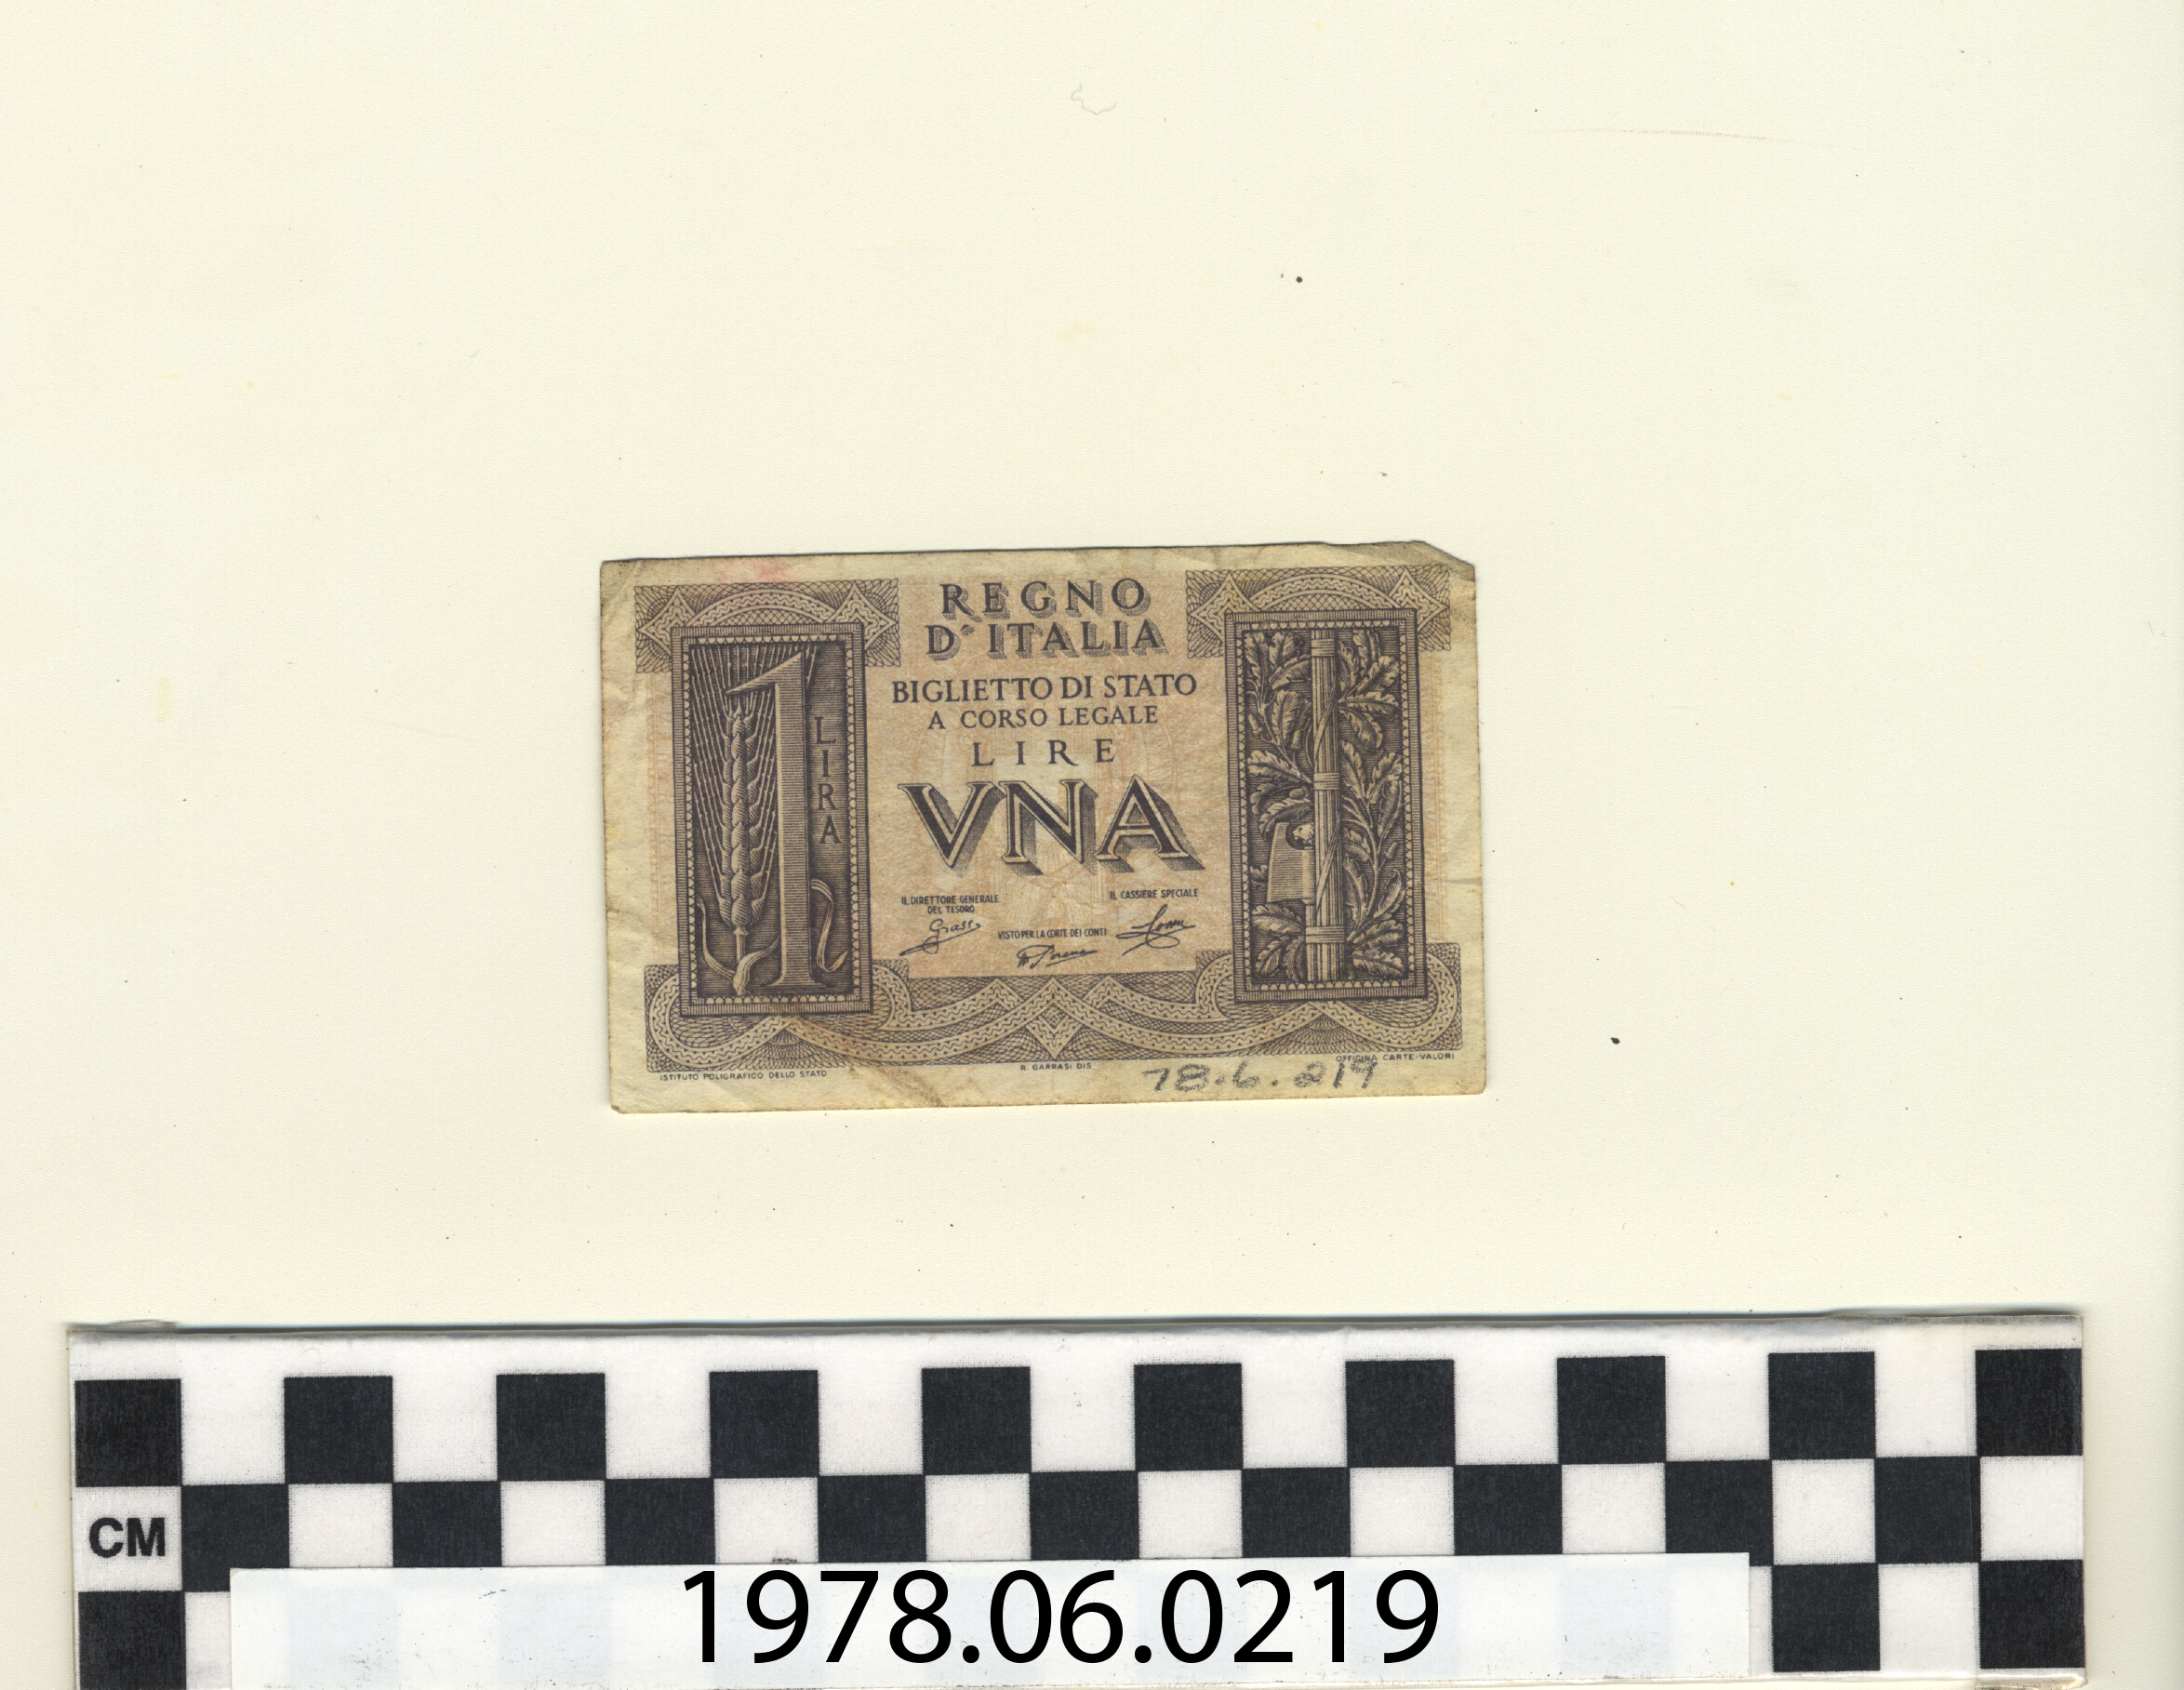 REGNO
D'ITALIA
BIGLIETTO DI STATO
A CORSO LEGALE
LIRE
VNA
1
LIRA
IL DIRETTORE GENERALE
DEL TESORO
IL CASSIERE SPECIALE
VISTO PER LA CORTE DEI CONTI
Grassi
ISTITUTO POLIGRAFICO DELLO STATO
R. GARRASI DIS
OFFICINA CARTE-VALORI
78.6.219
CM
1978.06.0219